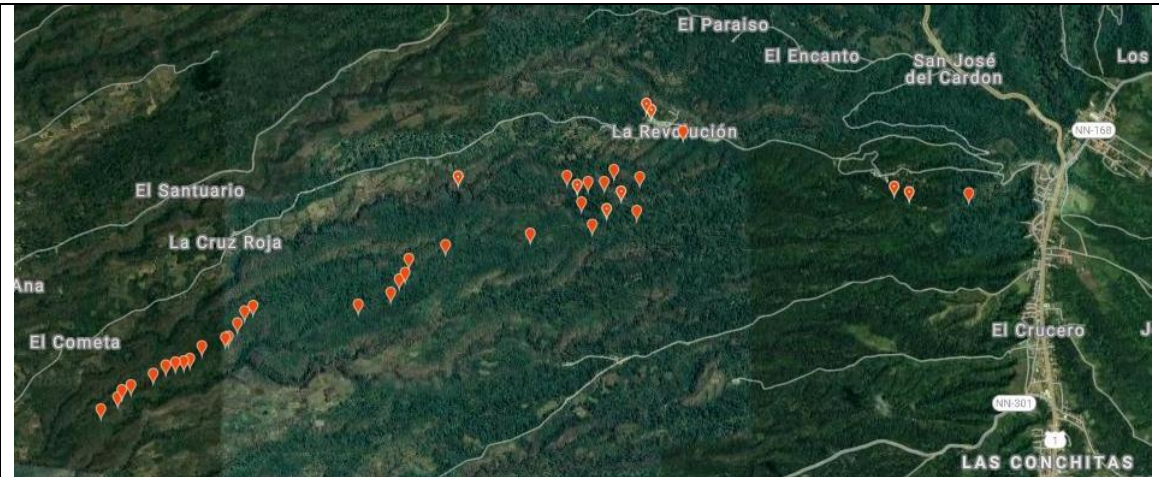 El Paraiso
El Encanto
San José
del Cardon
Los
NN-168
La Revolución
El Santuario
La Cruz Roja
Ana
El Cometa
El Crucero
J
NN-301
1
LAS CONCHITAS